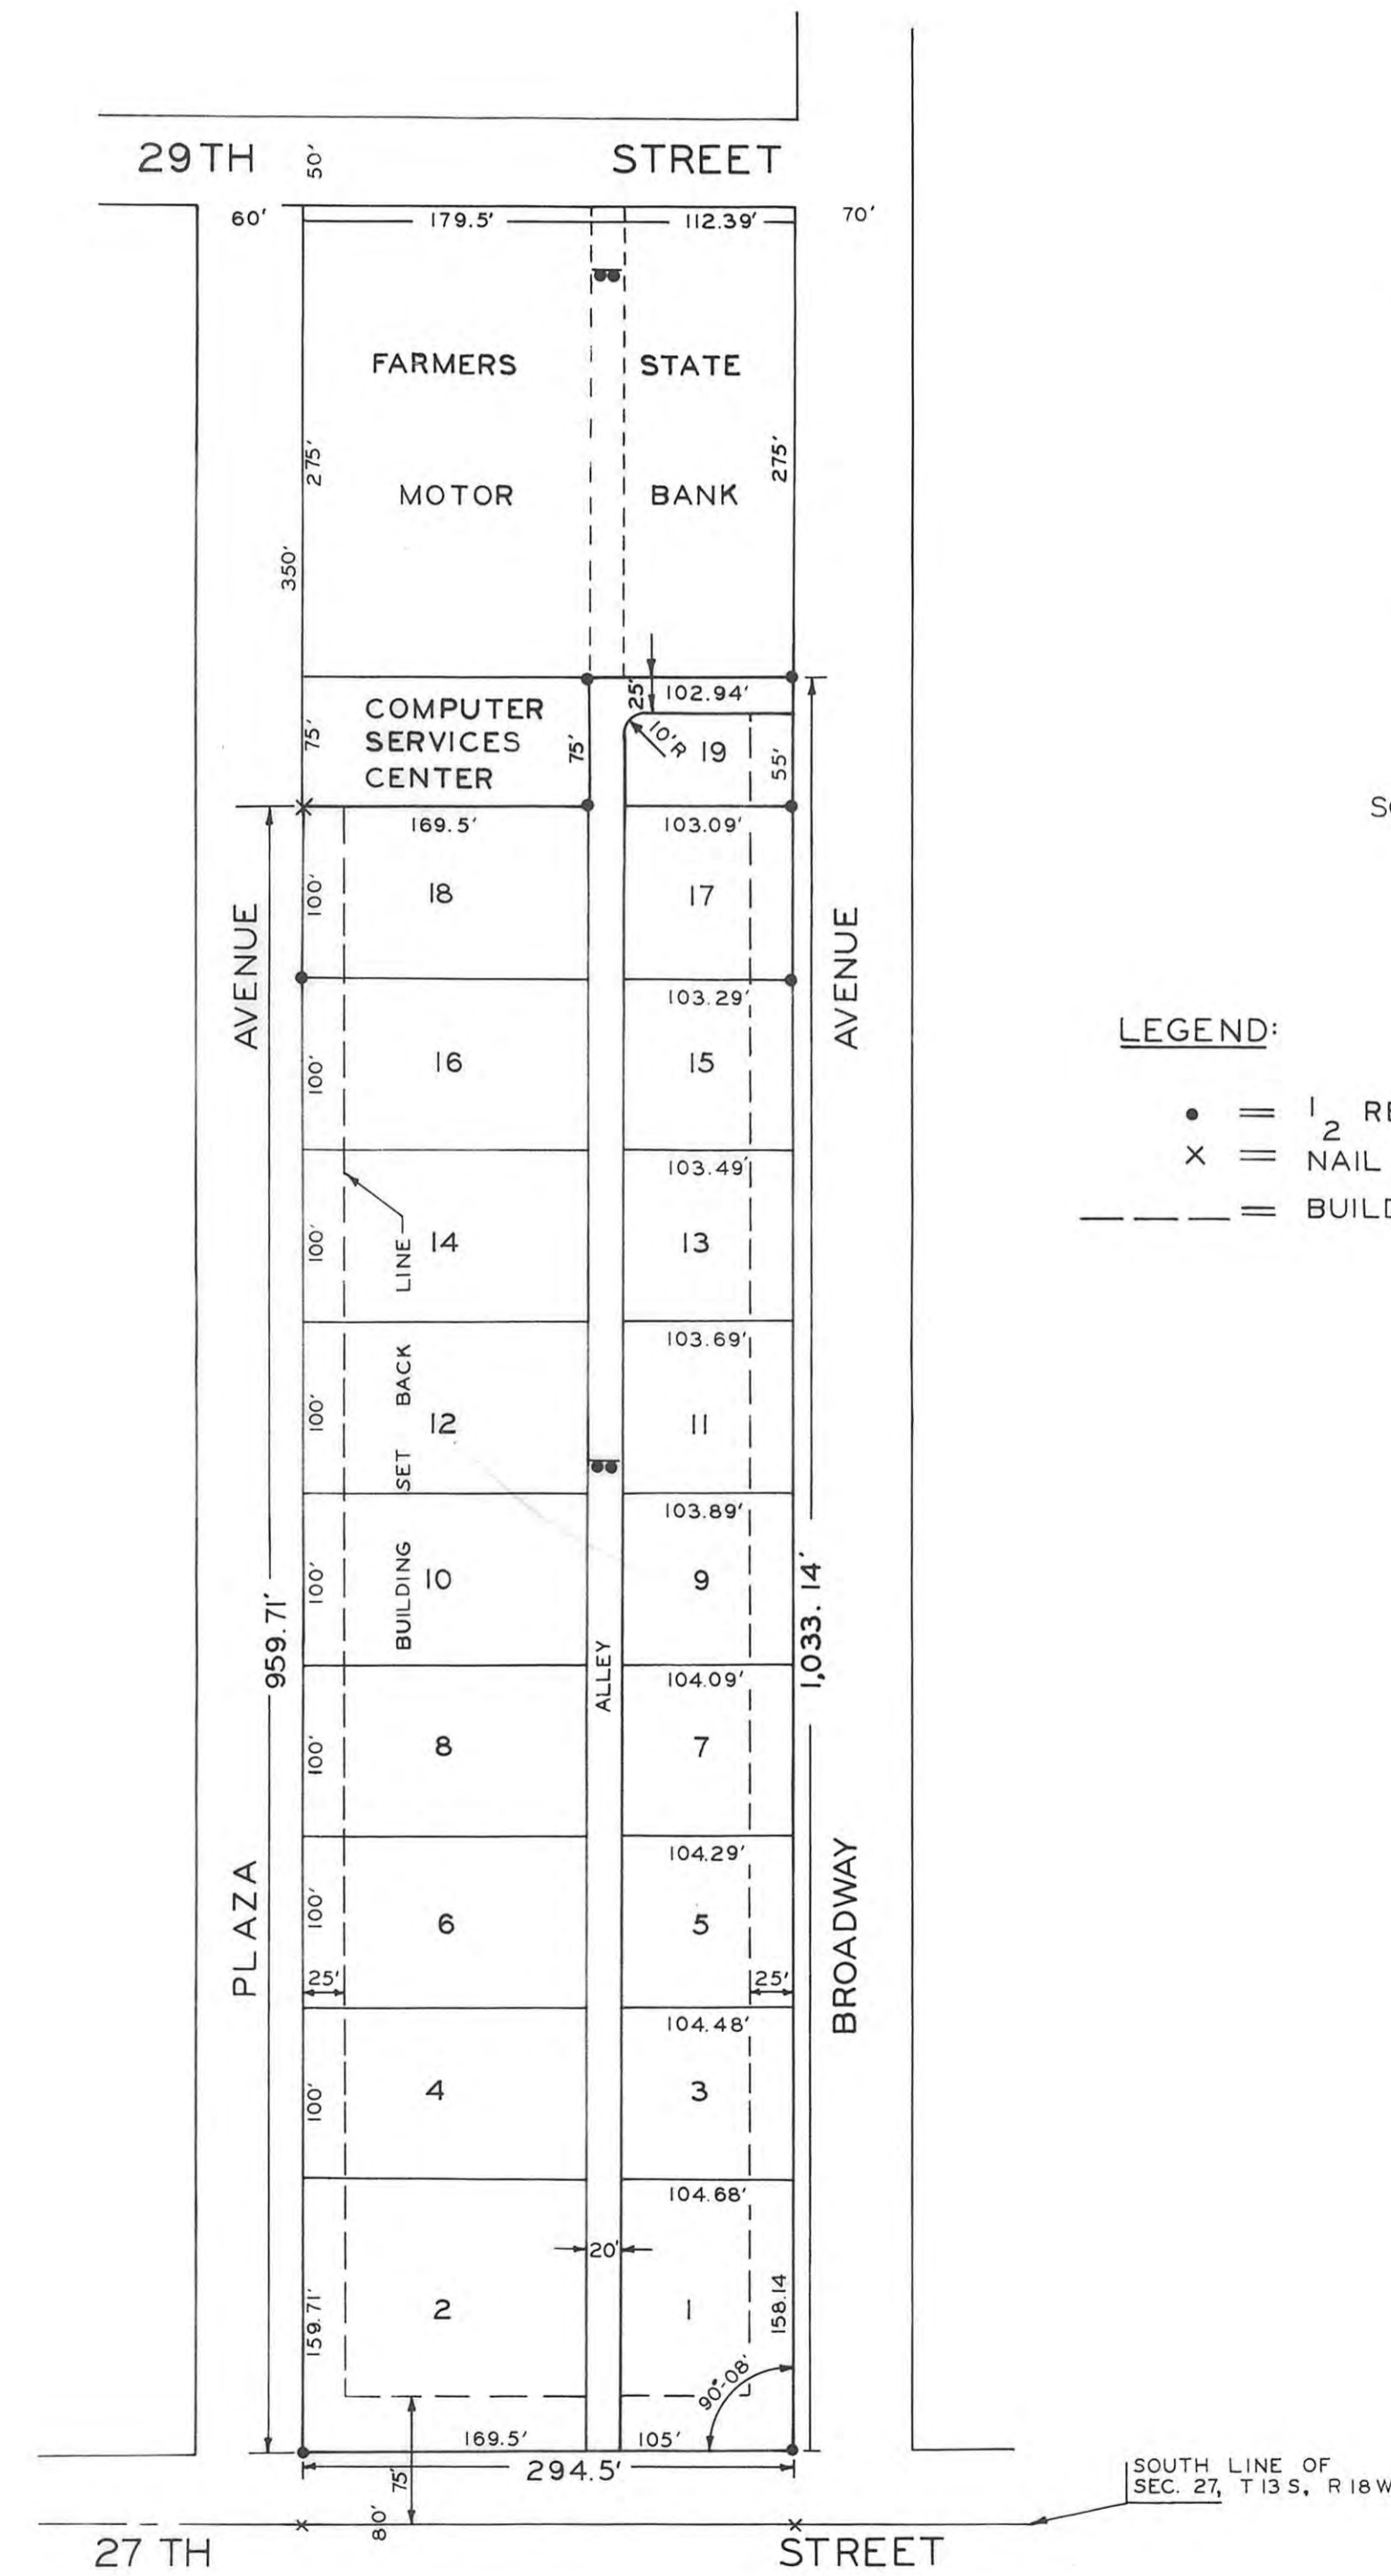 29TH 50' STREET
60' 179.5' 112.39' 70'
FARMERS STATE
275' MOTOR BANK 275'
350'
25' 102.94'
COMPUTER
SERVICES
CENTER
75' 75' 10'R 19 55'
169.5' 103.09'
100' 18 17
AVENUE AVENUE
103.29'
100' 16 15
103.49'
100' 14 13
103.69'
100' 12 11
BUILDING SET BACK LINE
103.89'
100' 10 9
959.71' ALLEY 1,033.14'
104.09'
100' 8 7
104.29'
100' 6 5
PLAZA BROADWAY
25' 25'
104.48'
100' 4 3
104.68'
20'
159.71' 2 1 158.14
90°-08'
169.5' 105'
294.5'
75'
80'
27 TH STREET
LEGEND:
• = 1 2
× = NAIL
— — — =
SOUTH LINE OF
SEC. 27, T 13 S, R 18 W